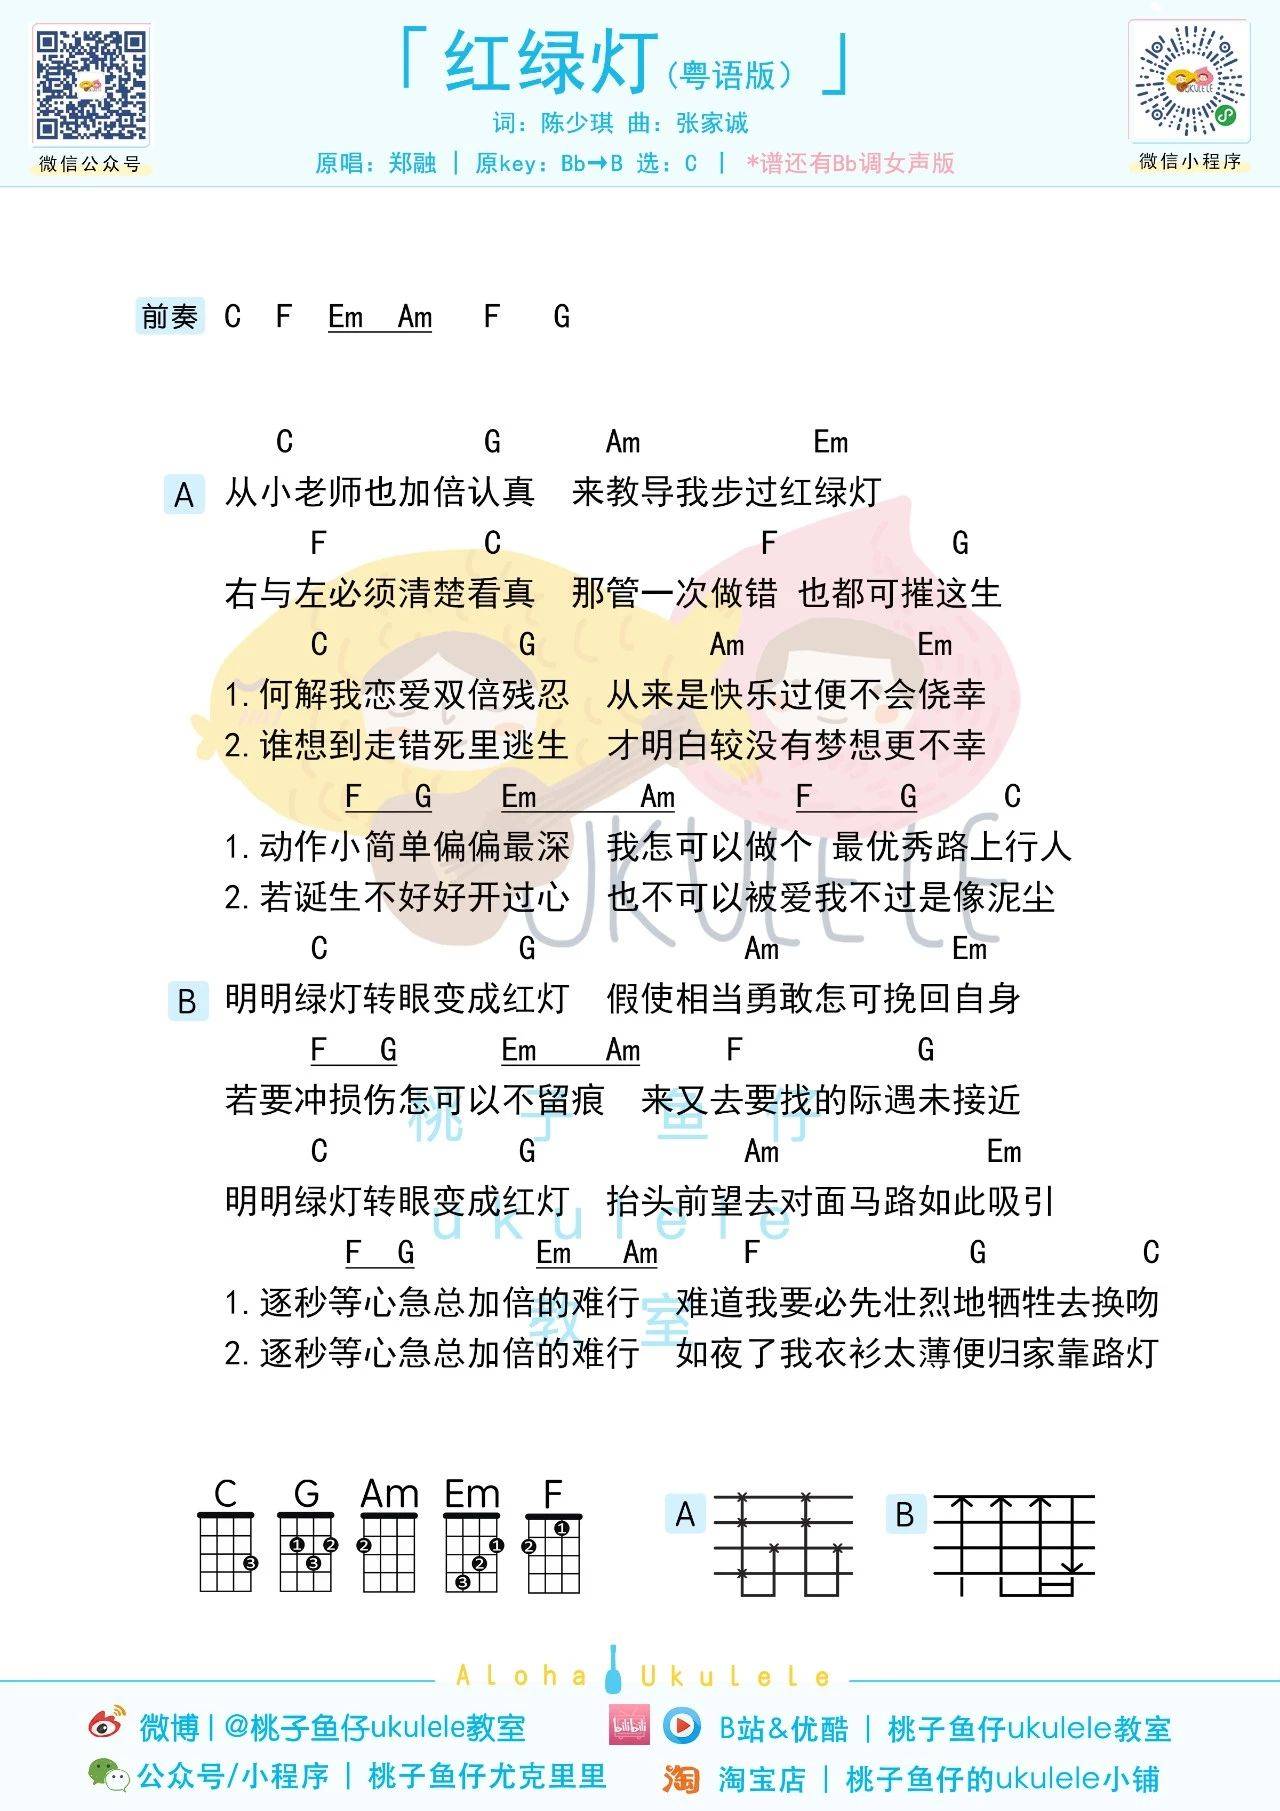 「红绿灯（粤语版）」
词：陈少琪 曲：张家诚
原唱：郑融 | 原key：Bb→B 选：C | *谱还有Bb调女声版
微信公众号
微信小程序
UKULELE
前奏 C F Em Am F G
C G Am Em
A 从小老师也加倍认真 来教导我步过红绿灯
F C F G
右与左必须清楚看真 那管一次做错 也都可摧这生
C G Am Em
1.何解我恋爱双倍残忍 从来是快乐过便不会侥幸
2.谁想到走错死里逃生 才明白较没有梦想更不幸
F G Em Am F G C
1.动作小简单偏偏最深 我怎可以做个 最优秀路上行人
2.若诞生不好好开过心 也不可以被爱我不过是像泥尘
UKULELE
C G Am Em
B 明明绿灯转眼变成红灯 假使相当勇敢怎可挽回自身
F G Em Am F G
若要冲损伤怎可以不留痕 来又去要找的际遇未接近
桃子鱼仔
C G Am Em
明明绿灯转眼变成红灯 抬头前望去对面马路如此吸引
ukulele
F G Em Am F G C
1.逐秒等心急总加倍的难行 难道我要必先壮烈地牺牲去换吻
教室
2.逐秒等心急总加倍的难行 如夜了我衣衫太薄便归家靠路灯
C G Am Em F
A B
3 1 2 3 2 1 2 3 1 2
Aloha Ukulele
微博|@桃子鱼仔ukulele教室
bilibili B站&优酷 | 桃子鱼仔ukulele教室
公众号/小程序 | 桃子鱼仔尤克里里
淘 淘宝店 | 桃子鱼仔的ukulele小铺